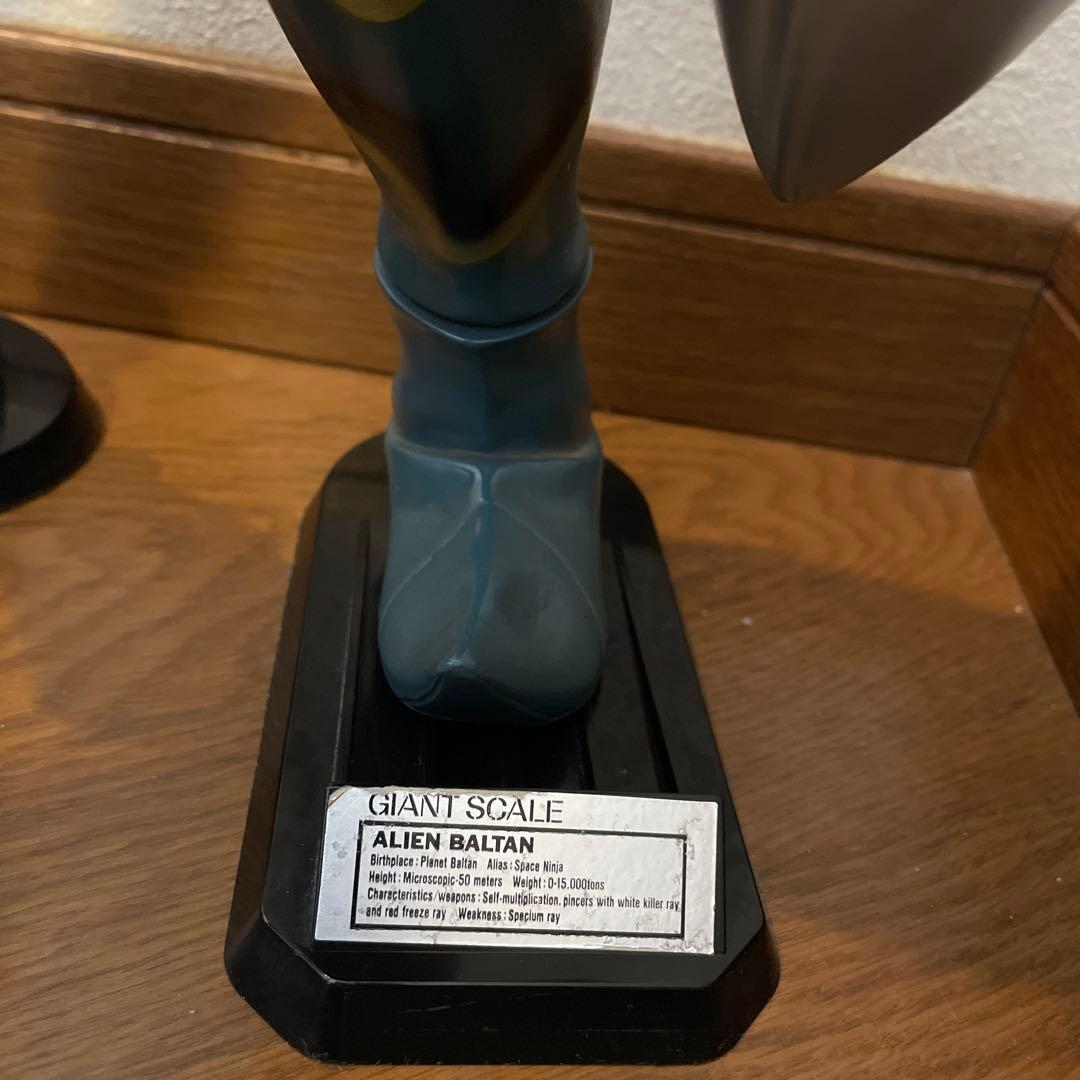 GIANT SCALE
ALIEN BALTAN
Birthplace : Planet Baltan Alias : Space Ninja
Height : Microscopic-50 meters Weight : 0-15.000tons
Characteristics/weapons : Self-multiplication, pincers with white killer ray
and red freeze ray Weakness : Specium ray